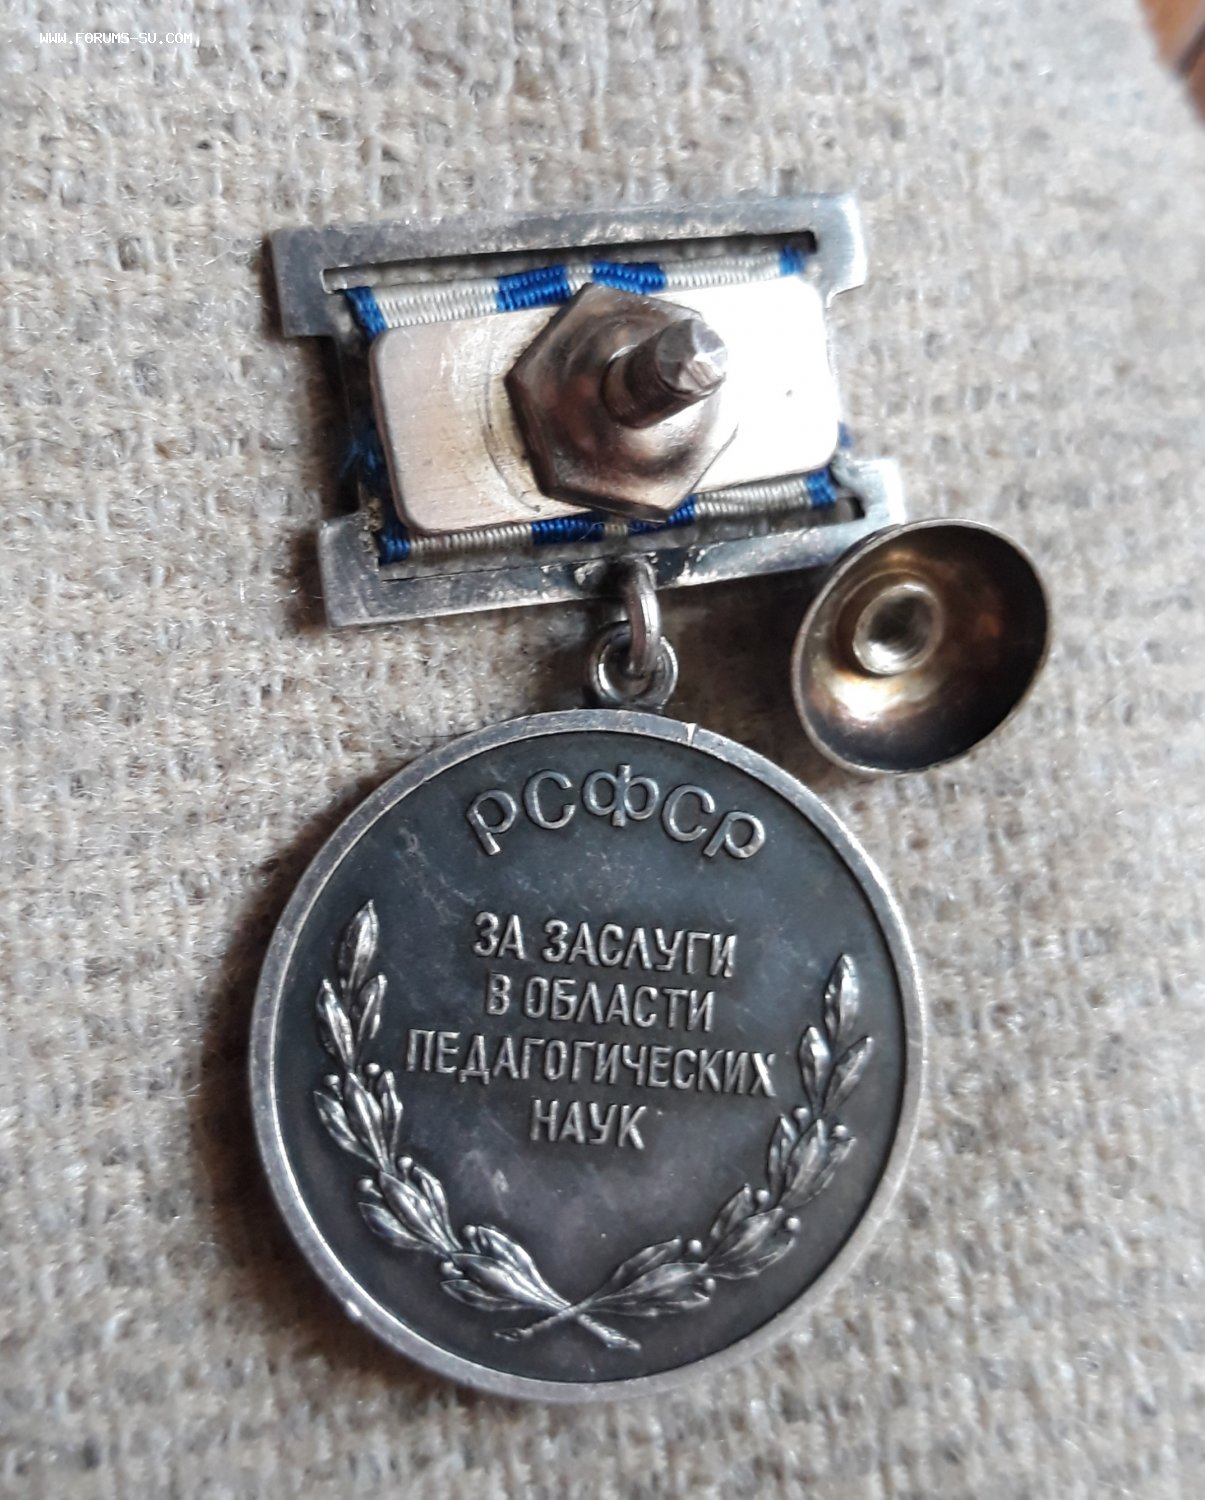 WWW.FORUMS-SU.COM
РСФСР
ЗА ЗАСЛУГИ
В ОБЛАСТИ
ПЕДАГОГИЧЕСКИХ
НАУК